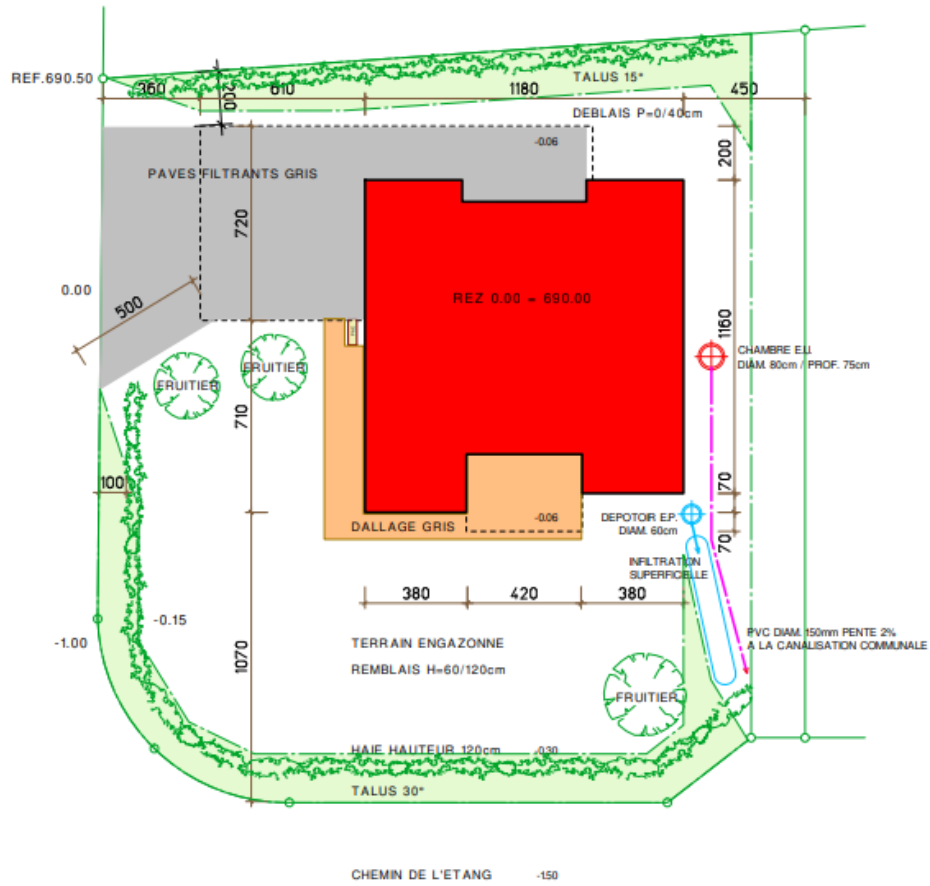 REF.690.50
TALUS 15°
360
200
610
1180
450
DEBLAIS P=0/40cm
-0.06
200
PAVES FILTRANTS GRIS
720
0.00
500
REZ 0.00 = 690.00
1160
CHAMBRE E.U.
DIAM. 80cm / PROF. 75cm
FRUITIER
FRUITIER
710
100
70
DALLAGE GRIS
-0.06
DEPOTOIR E.P.
DIAM. 60cm
70
INFILTRATION
SUPERFICIELLE
380
420
380
-0.15
-1.00
1070
TERRAIN ENGAZONNE
REMBLAIS H=60/120cm
PVC DIAM. 150mm PENTE 2%
A LA CANALISATION COMMUNALE
FRUITIER
HAIE HAUTEUR 120cm
-0.30
TALUS 30°
CHEMIN DE L'ETANG
-1.50